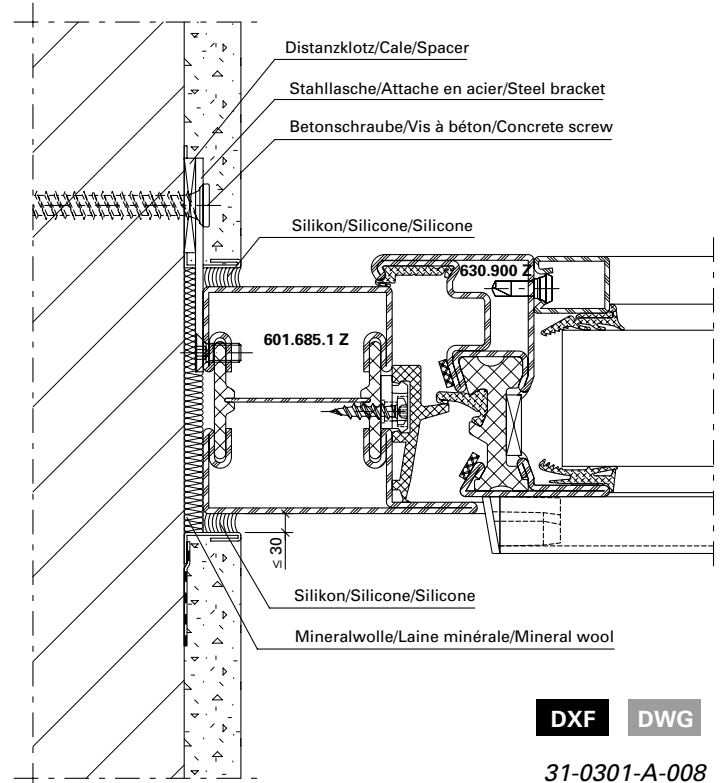 Distanzklotz/Cale/Spacer
Stahllasche/Attache en acier/Steel bracket
Betonschraube/Vis à béton/Concrete screw
Silikon/Silicone/Silicone
630.900 Z
601.685.1 Z
≤ 30
Silikon/Silicone/Silicone
Mineralwolle/Laine minérale/Mineral wool
DXF DWG
31-0301-A-008